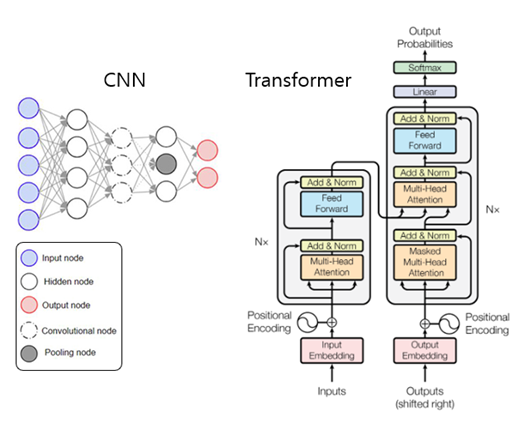 CNN
Input node
Hidden node
Output node
Convolutional node
Pooling node
Transformer
Output
Probabilities
Softmax
Linear
Add & Norm
Feed
Forward
Add & Norm
Multi-Head
Attention
Add & Norm
Masked
Multi-Head
Attention
N×
Add & Norm
Feed
Forward
N×
Add & Norm
Multi-Head
Attention
Positional
Encoding
Positional
Encoding
Input
Embedding
Output
Embedding
Inputs
Outputs
(shifted right)